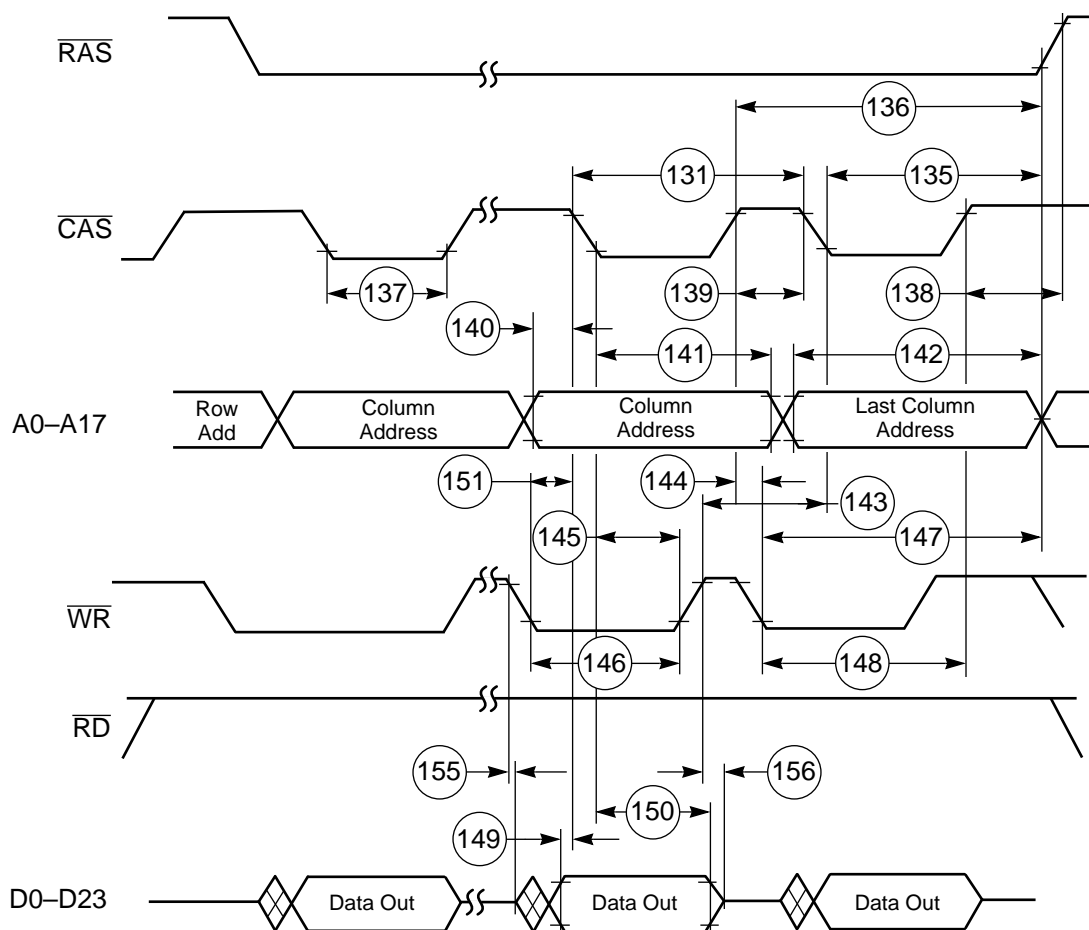 RAS
136
131
135
CAS
137
139
138
140
141
142
A0–A17
Row
Add
Column
Address
Column
Address
Last Column
Address
151
144
143
145
147
WR
146
148
RD
155
156
150
149
D0–D23
Data Out
Data Out
Data Out